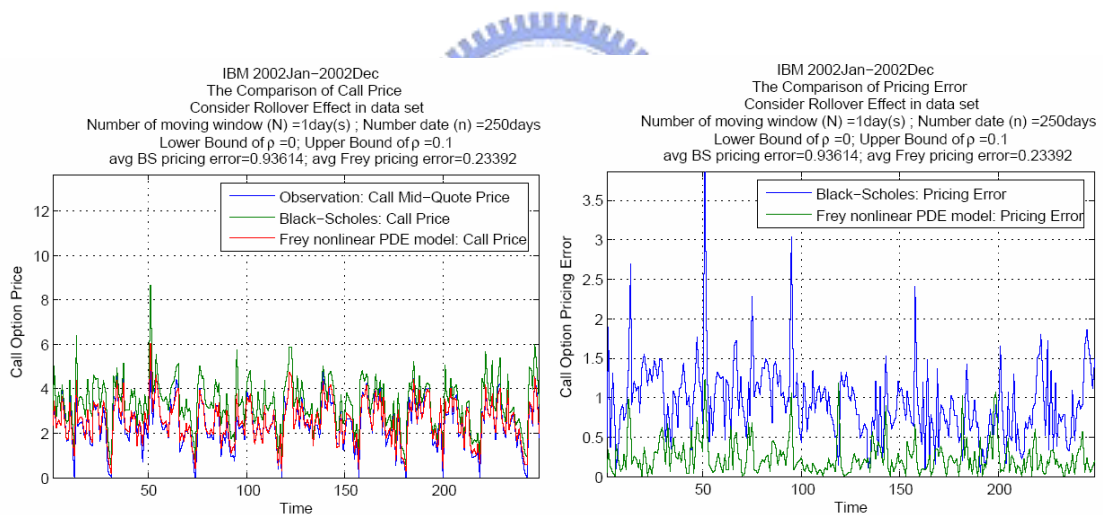 IBM 2002Jan-2002Dec
The Comparison of Call Price
Consider Rollover Effect in data set
Number of moving window (N) =1day(s) ; Number date (n) =250days
Lower Bound of ρ =0; Upper Bound of ρ =0.1
avg BS pricing error=0.93614; avg Frey pricing error=0.23392
Observation: Call Mid-Quote Price
Black-Scholes: Call Price
Frey nonlinear PDE model: Call Price
Call Option Price
12
10
8
6
4
2
0
50
100
150
200
Time
IBM 2002Jan-2002Dec
The Comparison of Pricing Error
Consider Rollover Effect in data set
Number of moving window (N) =1day(s) ; Number date (n) =250days
Lower Bound of ρ =0; Upper Bound of ρ =0.1
avg BS pricing error=0.93614; avg Frey pricing error=0.23392
Black-Scholes: Pricing Error
Frey nonlinear PDE model: Pricing Error
Call Option Pricing Error
3.5
3
2.5
2
1.5
1
0.5
0
50
100
150
200
Time